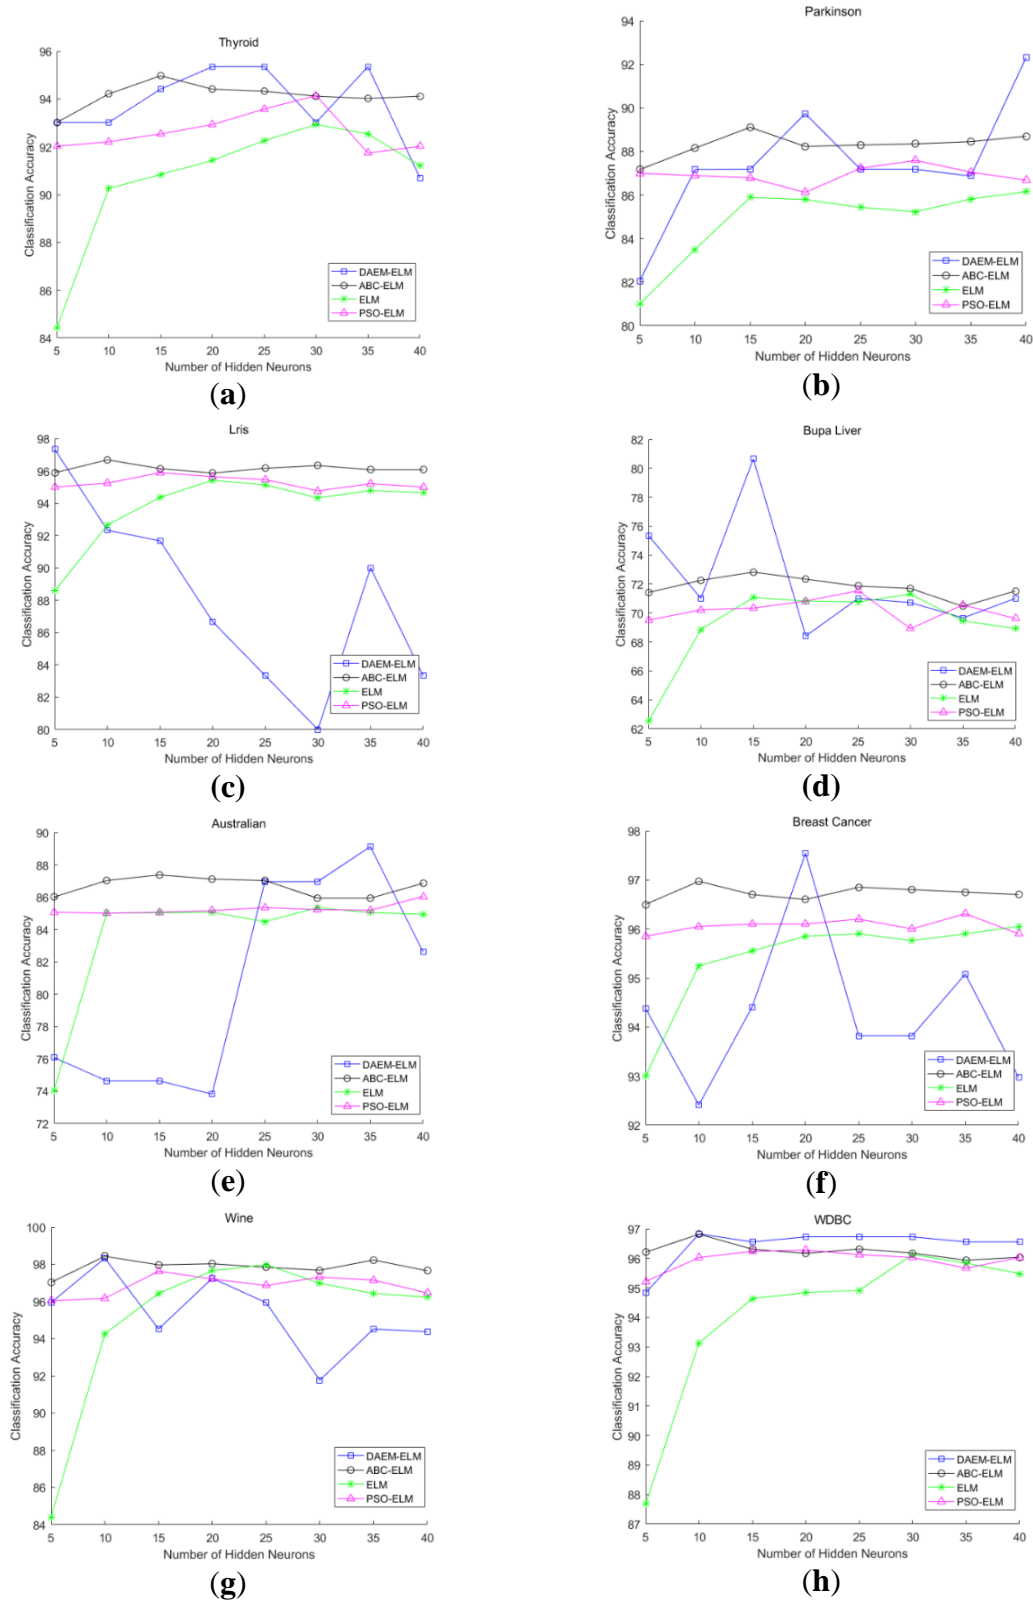 Thyroid
96
94
92
90
88
86
84
Classification Accuracy
5 10 15 20 25 30 35 40
Number of Hidden Neurons
DAEM-ELM
ABC-ELM
ELM
PSO-ELM
(a)
Parkinson
94
92
90
88
86
84
82
80
Classification Accuracy
5 10 15 20 25 30 35 40
Number of Hidden Neurons
DAEM-ELM
ABC-ELM
ELM
PSO-ELM
(b)
Lris
98
96
94
92
90
88
86
84
82
80
Classification Accuracy
5 10 15 20 25 30 35 40
Number of Hidden Neurons
DAEM-ELM
ABC-ELM
ELM
PSO-ELM
(c)
Bupa Liver
82
80
78
76
74
72
70
68
66
64
62
Classification Accuracy
5 10 15 20 25 30 35 40
Number of Hidden Neurons
DAEM-ELM
ABC-ELM
ELM
PSO-ELM
(d)
Australian
90
88
86
84
82
80
78
76
74
72
Classification Accuracy
5 10 15 20 25 30 35 40
Number of Hidden Neurons
DAEM-ELM
ABC-ELM
ELM
PSO-ELM
(e)
Breast Cancer
98
97
96
95
94
93
92
Classification Accuracy
5 10 15 20 25 30 35 40
Number of Hidden Neurons
DAEM-ELM
ABC-ELM
ELM
PSO-ELM
(f)
Wine
100
98
96
94
92
90
88
86
84
Classification Accuracy
5 10 15 20 25 30 35 40
Number of Hidden Neurons
DAEM-ELM
ABC-ELM
ELM
PSO-ELM
(g)
WDBC
97
96
95
94
93
92
91
90
89
88
87
Classification Accuracy
5 10 15 20 25 30 35 40
Number of Hidden Neurons
DAEM-ELM
ABC-ELM
ELM
PSO-ELM
(h)